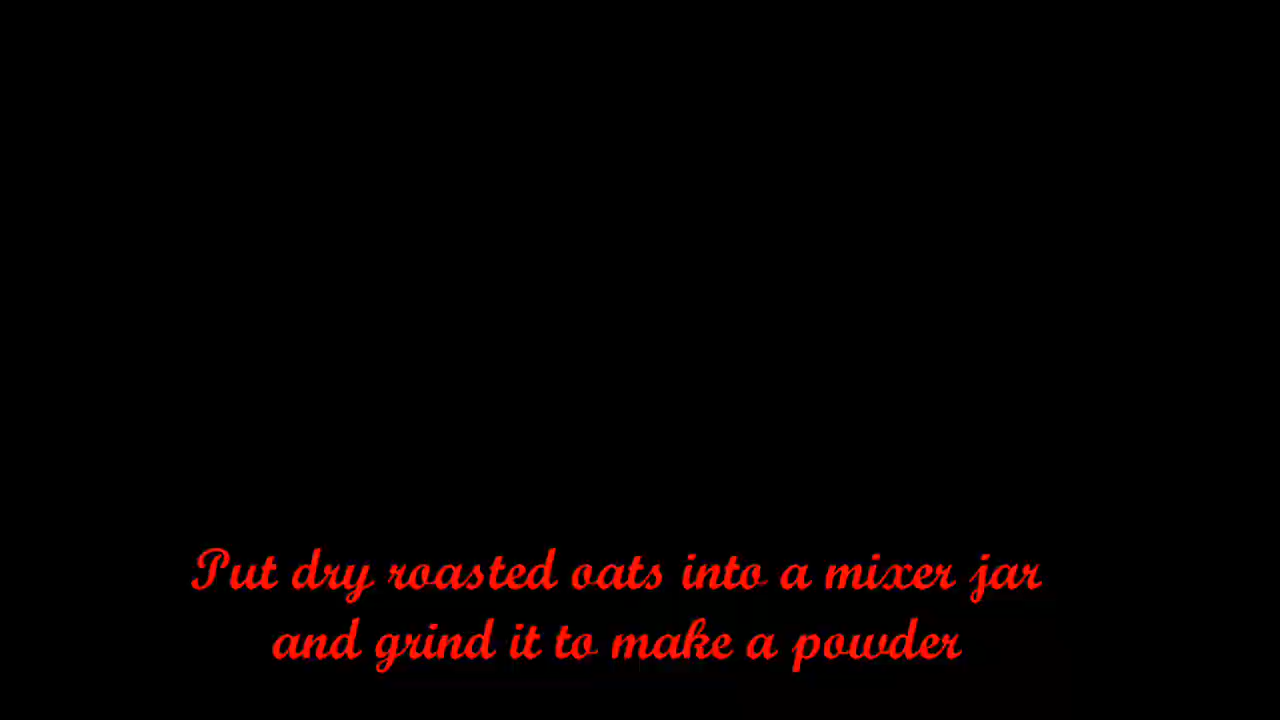 Put dry roasted oats into a mixer jar
and grind it to make a powder